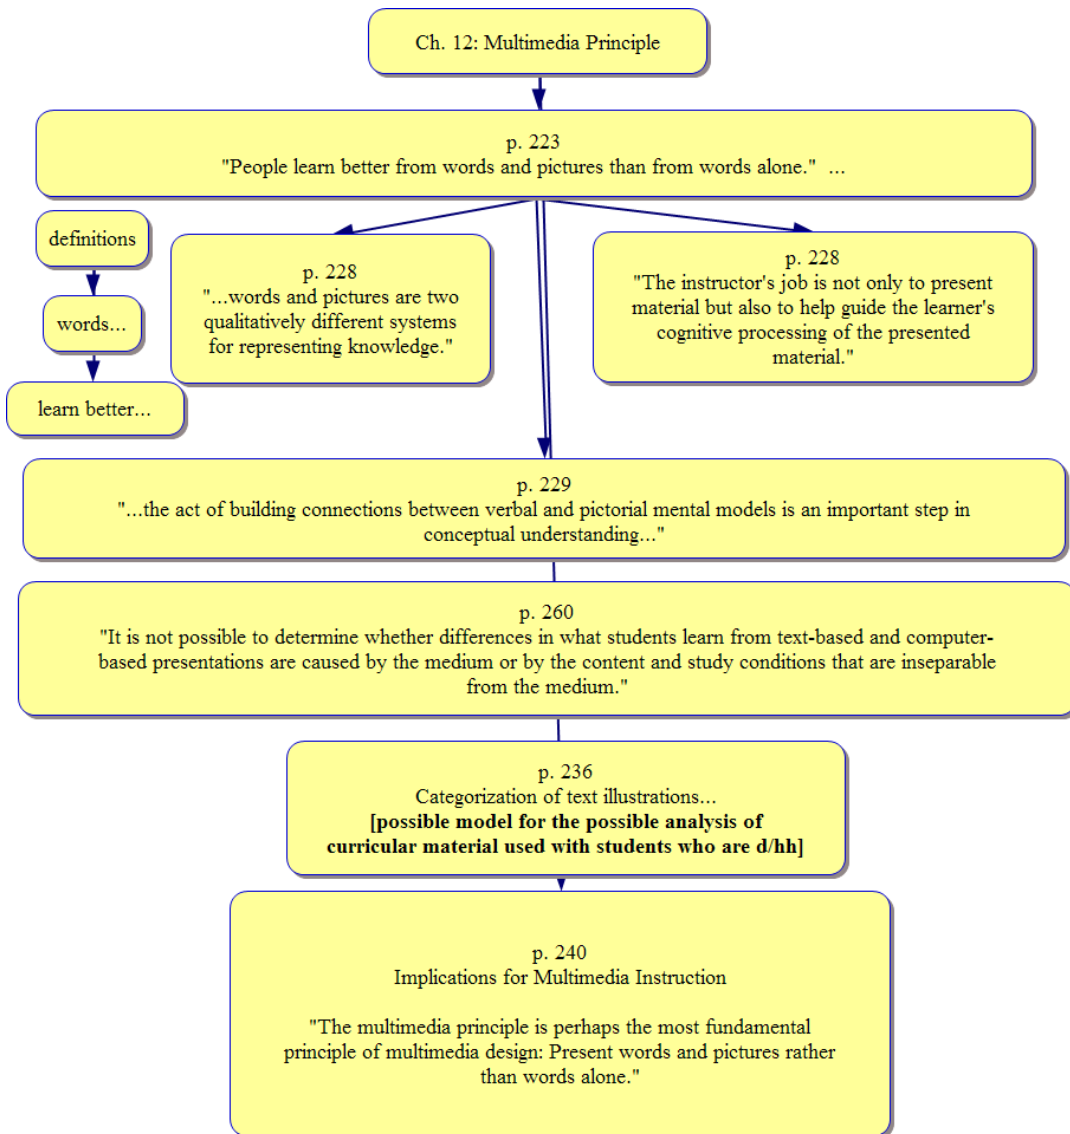 Ch. 12: Multimedia Principle
p. 223
"People learn better from words and pictures than from words alone."  ...
definitions
words...
learn better...
p. 228
"...words and pictures are two
qualitatively different systems
for representing knowledge."
p. 228
"The instructor's job is not only to present
material but also to help guide the learner's
cognitive processing of the presented
material."
p. 229
"...the act of building connections between verbal and pictorial mental models is an important step in
conceptual understanding..."
p. 260
"It is not possible to determine whether differences in what students learn from text-based and computer-
based presentations are caused by the medium or by the content and study conditions that are inseparable
from the medium."
p. 236
Categorization of text illustrations...
[possible model for the possible analysis of
curricular material used with students who are d/hh]
p. 240
Implications for Multimedia Instruction
"The multimedia principle is perhaps the most fundamental
principle of multimedia design: Present words and pictures rather
than words alone."